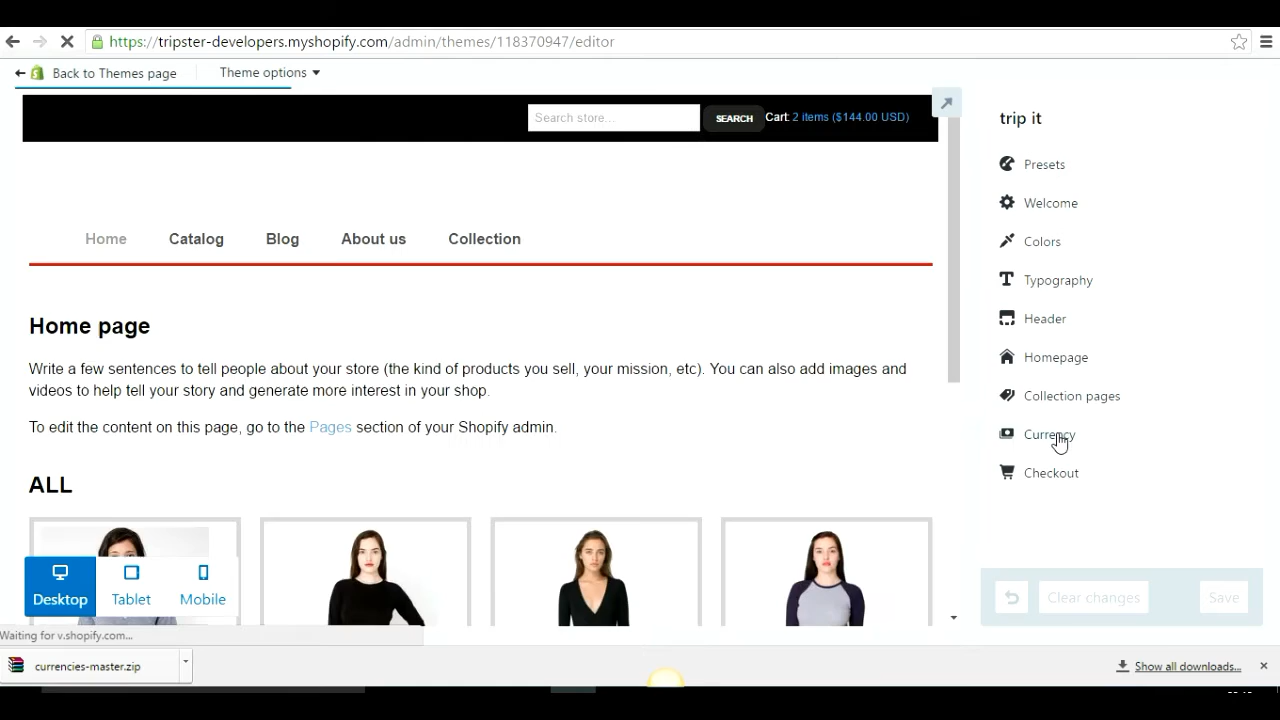 https://tripster-developers.myshopify.com/admin/themes/118370947/editor
Back to Themes page
Theme options
Search store...
SEARCH
Cart: 2 items ($144.00 USD)
Home
Catalog
Blog
About us
Collection
Home page
Write a few sentences to tell people about your store (the kind of products you sell, your mission, etc). You can also add images and
videos to help tell your story and generate more interest in your shop.
To edit the content on this page, go to the Pages section of your Shopify admin.
ALL
Desktop
Tablet
Mobile
trip it
Presets
Welcome
Colors
Typography
Header
Homepage
Collection pages
Currency
Checkout
Clear changes
Save
Waiting for v.shopify.com...
currencies-master.zip
Show all downloads...